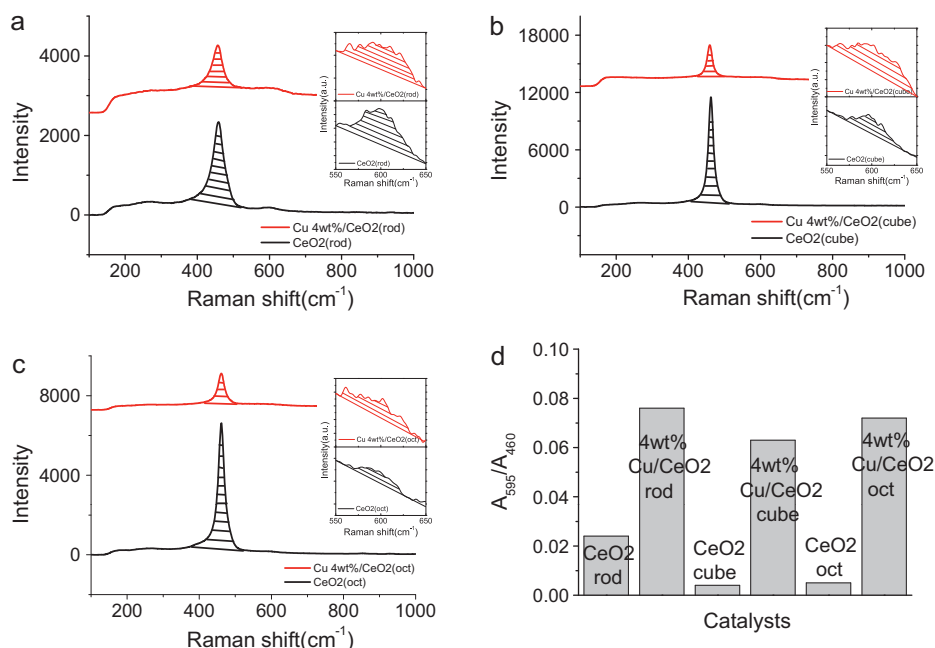 a
4000
2000
0
Intensity
200 400 600 800 1000
Raman shift(cm⁻¹)
Cu 4wt%/CeO2(rod)
CeO2(rod)
Intensity(a.u.)
Cu 4wt%/CeO2(rod)
CeO2(rod)
550 600 650
Raman shift(cm⁻¹)
b
18000
12000
6000
0
Intensity
200 400 600 800 1000
Raman shift(cm⁻¹)
Cu 4wt%/CeO2(cube)
CeO2(cube)
Intensity(a.u.)
Cu 4wt%/CeO2(cube)
CeO2(cube)
550 600 650
Raman shift(cm⁻¹)
c
8000
4000
0
Intensity
200 400 600 800 1000
Raman shift(cm⁻¹)
Cu 4wt%/CeO2(oct)
CeO2(oct)
Intensity(a.u.)
Cu 4wt%/CeO2(oct)
CeO2(oct)
550 600 650
Raman shift(cm⁻¹)
d
0.10
0.08
0.06
0.04
0.02
0.00
A₅₉₅/A₄₆₀
CeO2
rod
4wt%
Cu/CeO2
rod
CeO2
cube
4wt%
Cu/CeO2
cube
CeO2
oct
4wt%
Cu/CeO2
oct
Catalysts